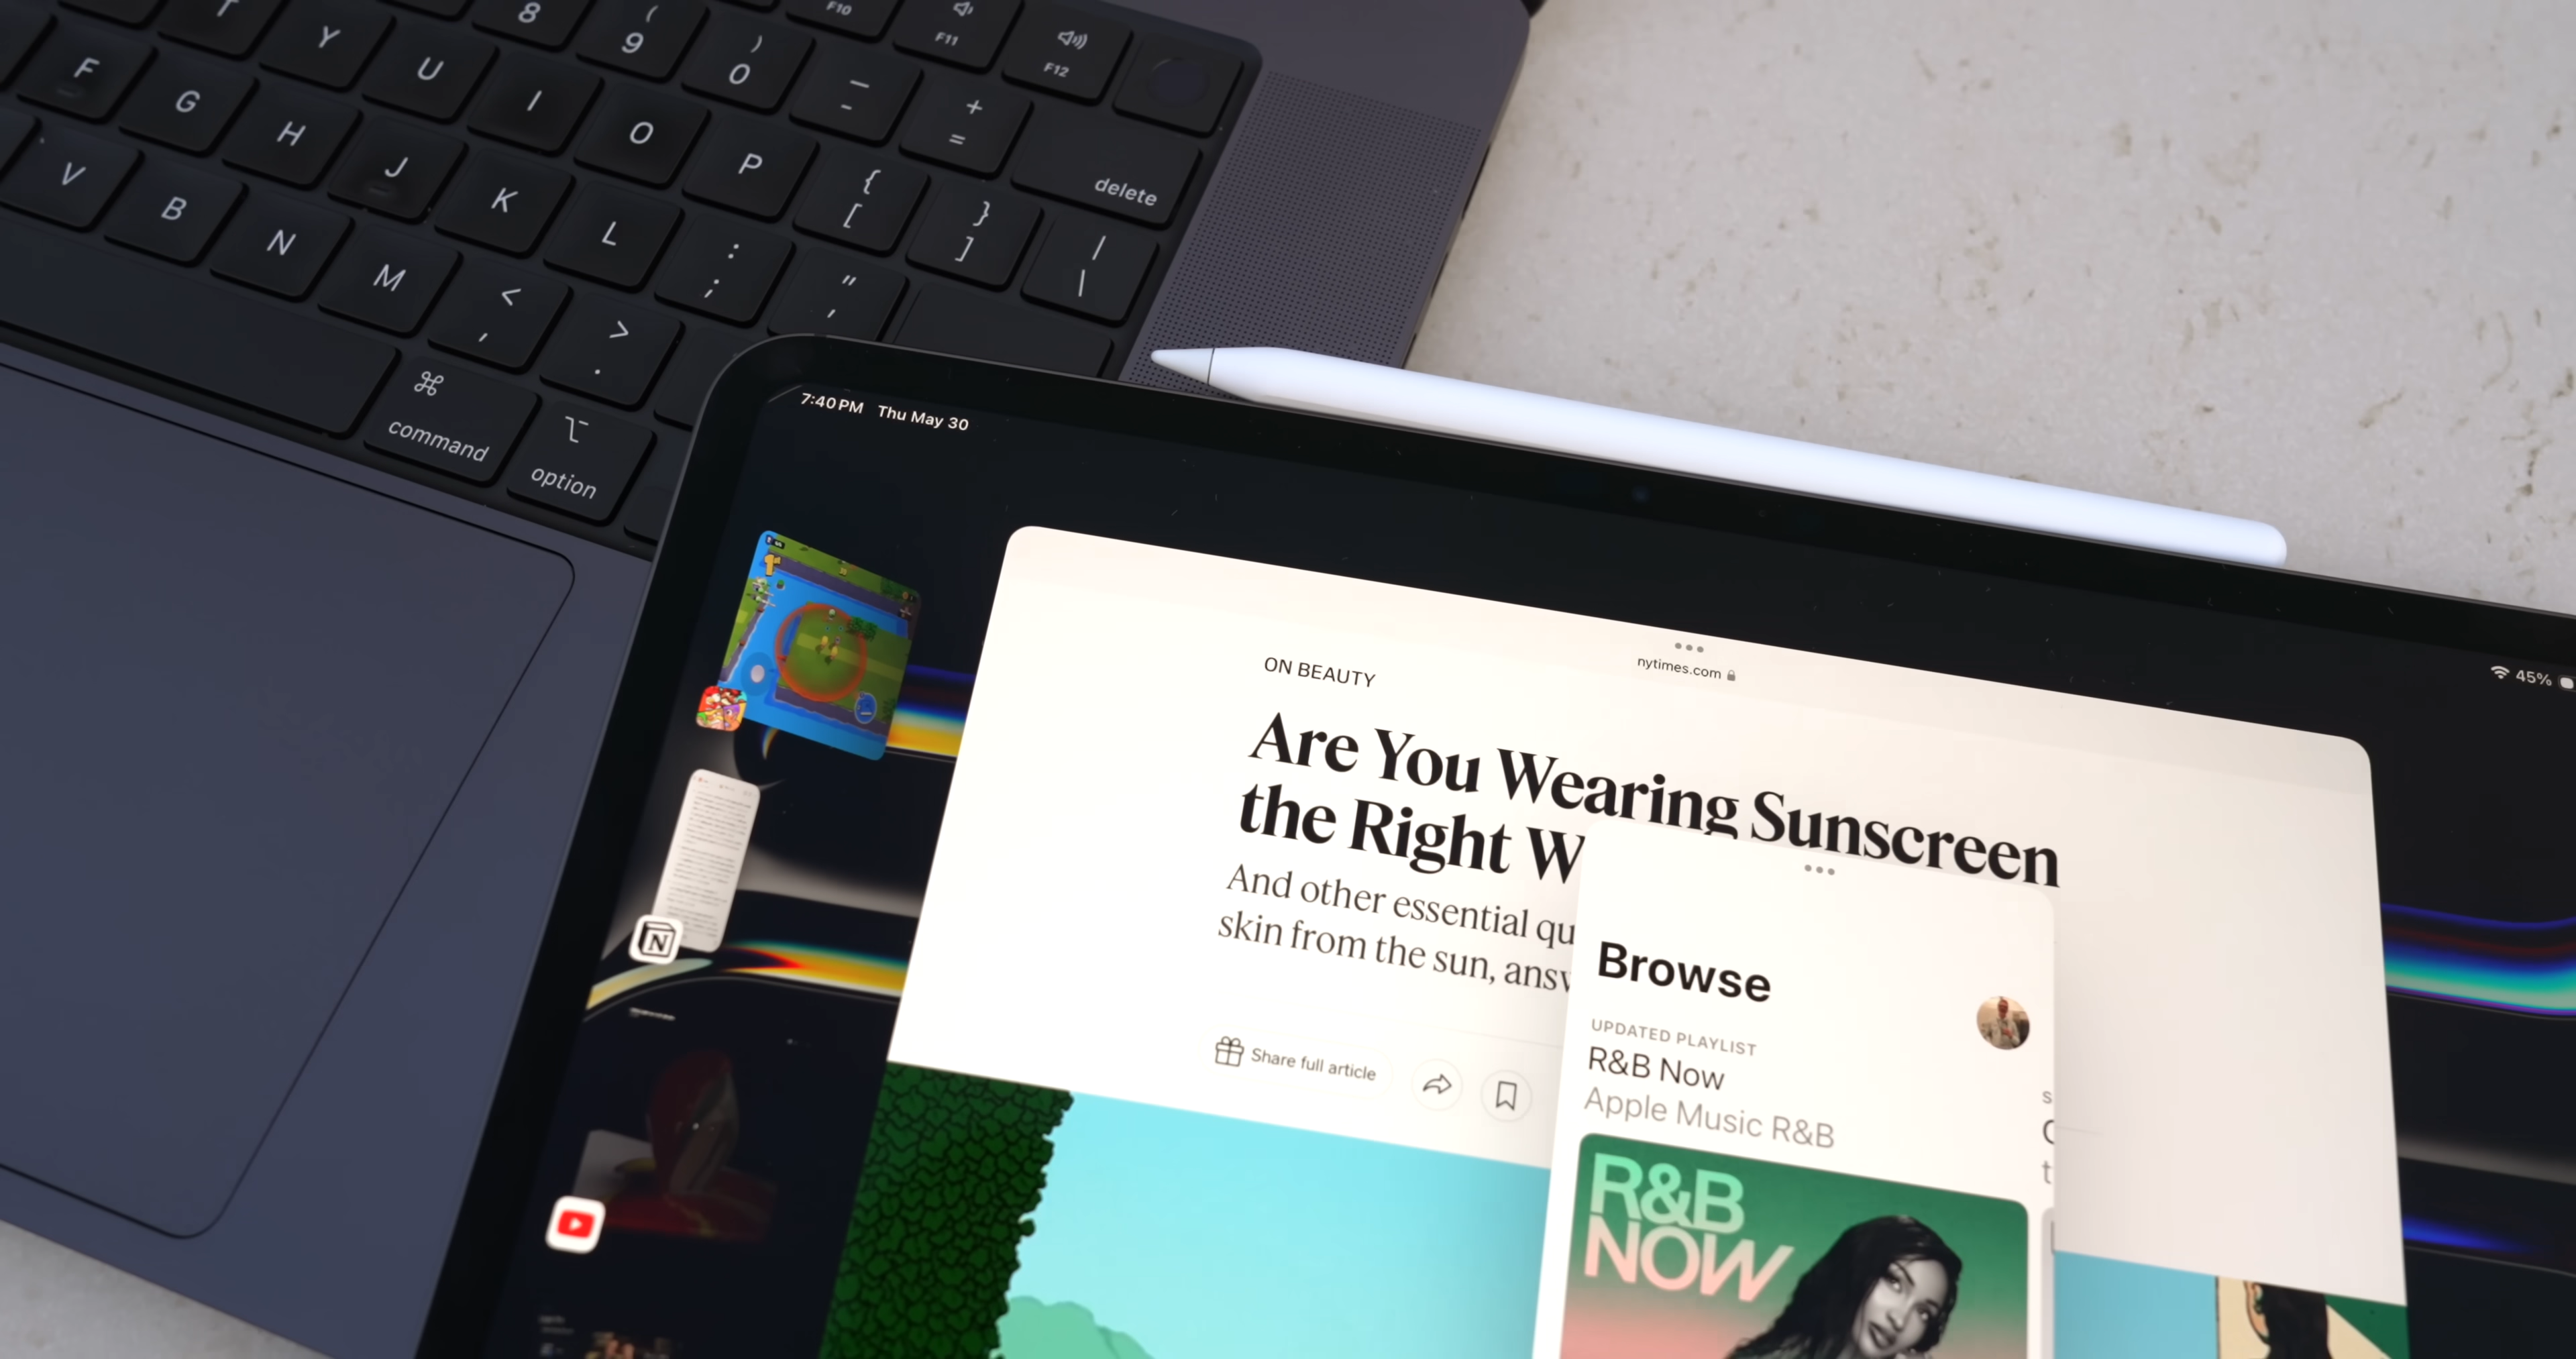 8
( 9
) 0
F10
F11
F12
T
Y
U
I
O
P
— -
+ =
delete
F
G
H
J
K
L
{ [
} ]
| \
: ;
" '
V
B
N
M
< ,
> .
⌘
command
⌥
option
7:40 PM Thu May 30
45%
nytimes.com
ON BEAUTY
Are You Wearing Sunscreen
the Right W
And other essential qu
skin from the sun, answ
Share full article
N
Browse
UPDATED PLAYLIST
R&B Now
Apple Music R&B
R&B
NOW